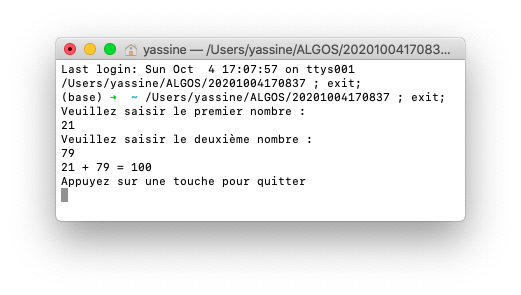 yassine — /Users/yassine/ALGOS/2020100417083...
Last login: Sun Oct  4 17:07:57 on ttys001
/Users/yassine/ALGOS/20201004170837 ; exit;
(base) ➜  ~ /Users/yassine/ALGOS/20201004170837 ; exit;
Veuillez saisir le premier nombre :
21
Veuillez saisir le deuxième nombre :
79
21 + 79 = 100
Appuyez sur une touche pour quitter